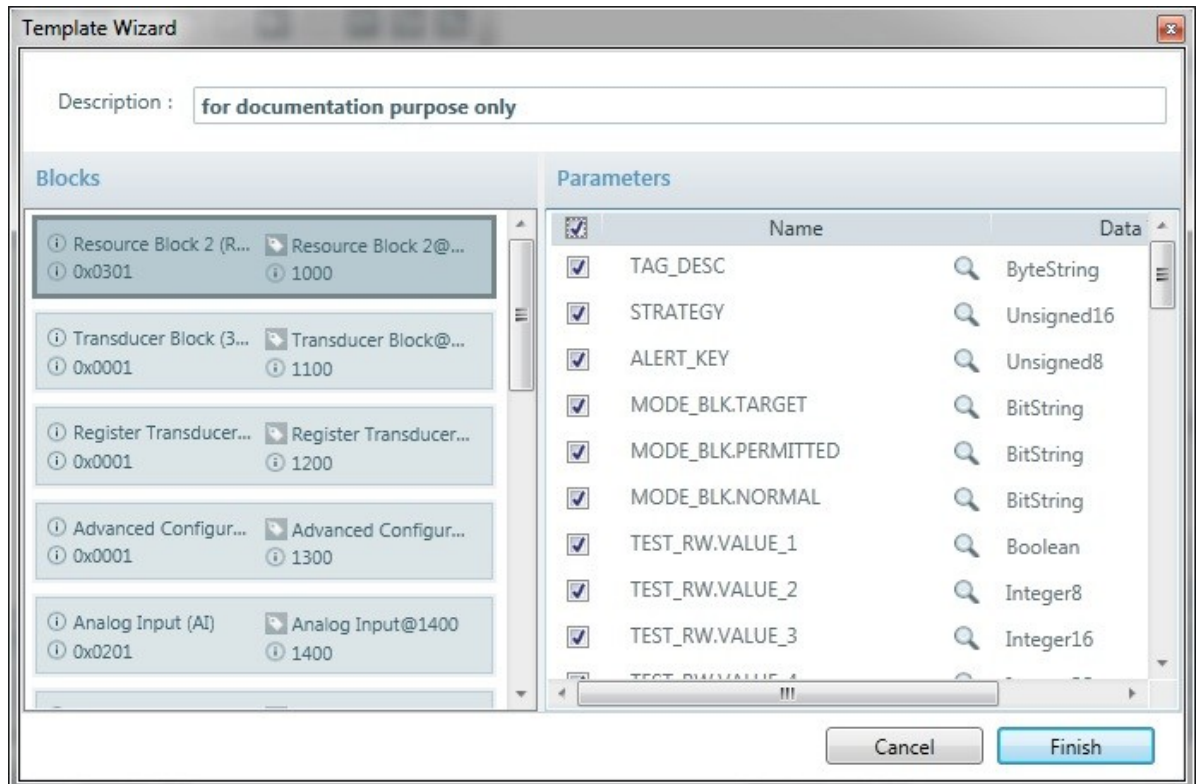 Template Wizard
Description : for documentation purpose only
Blocks
Parameters
Resource Block 2 (R... Resource Block 2@...
0x0301 1000
Transducer Block (3... Transducer Block@...
0x0001 1100
Register Transducer... Register Transducer...
0x0001 1200
Advanced Configur... Advanced Configur...
0x0001 1300
Analog Input (AI) Analog Input@1400
0x0201 1400
Name Data
TAG_DESC ByteString
STRATEGY Unsigned16
ALERT_KEY Unsigned8
MODE_BLK.TARGET BitString
MODE_BLK.PERMITTED BitString
MODE_BLK.NORMAL BitString
TEST_RW.VALUE_1 Boolean
TEST_RW.VALUE_2 Integer8
TEST_RW.VALUE_3 Integer16
Cancel Finish